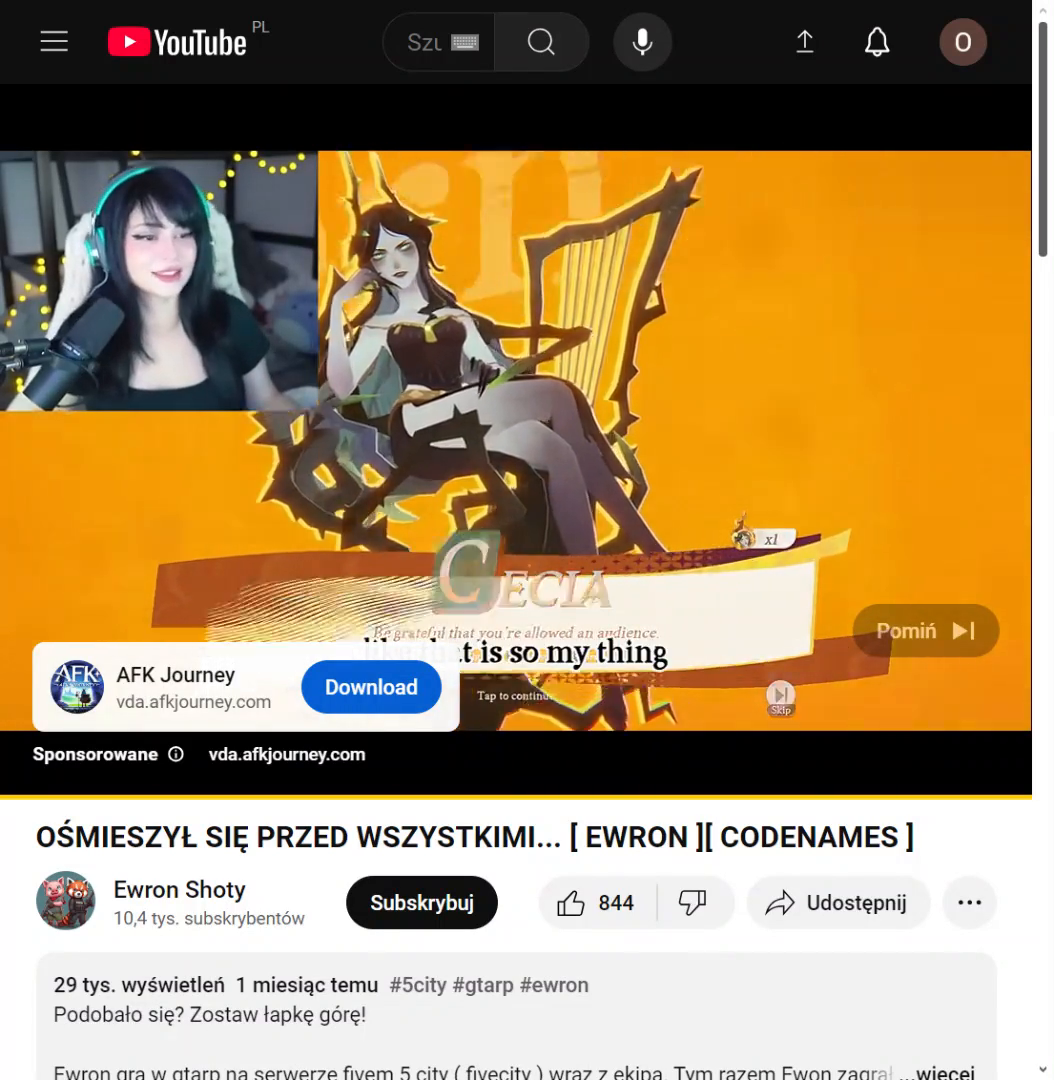 YouTube PL
Szu
O
CECIA
x1
Be grateful that you're allowed an audience.
like that is so my thing
Pomiń
Tap to continue
Skip
AFK
AFK Journey
vda.afkjourney.com
Download
Sponsorowane vda.afkjourney.com
OŚMIESZYŁ SIĘ PRZED WSZYSTKIMI... [ EWRON ][ CODENAMES ]
Ewron Shoty
10,4 tys. subskrybentów
Subskrybuj
844
Udostępnij
29 tys. wyświetleń 1 miesiąc temu #5city #gtarp #ewron
Podobało się? Zostaw łapkę górę!
Ewron gra w gtarp na serwerze fivem 5 city ( fivecity ) wraz z ekipą. Tym razem Ewon zagrał ...więcej